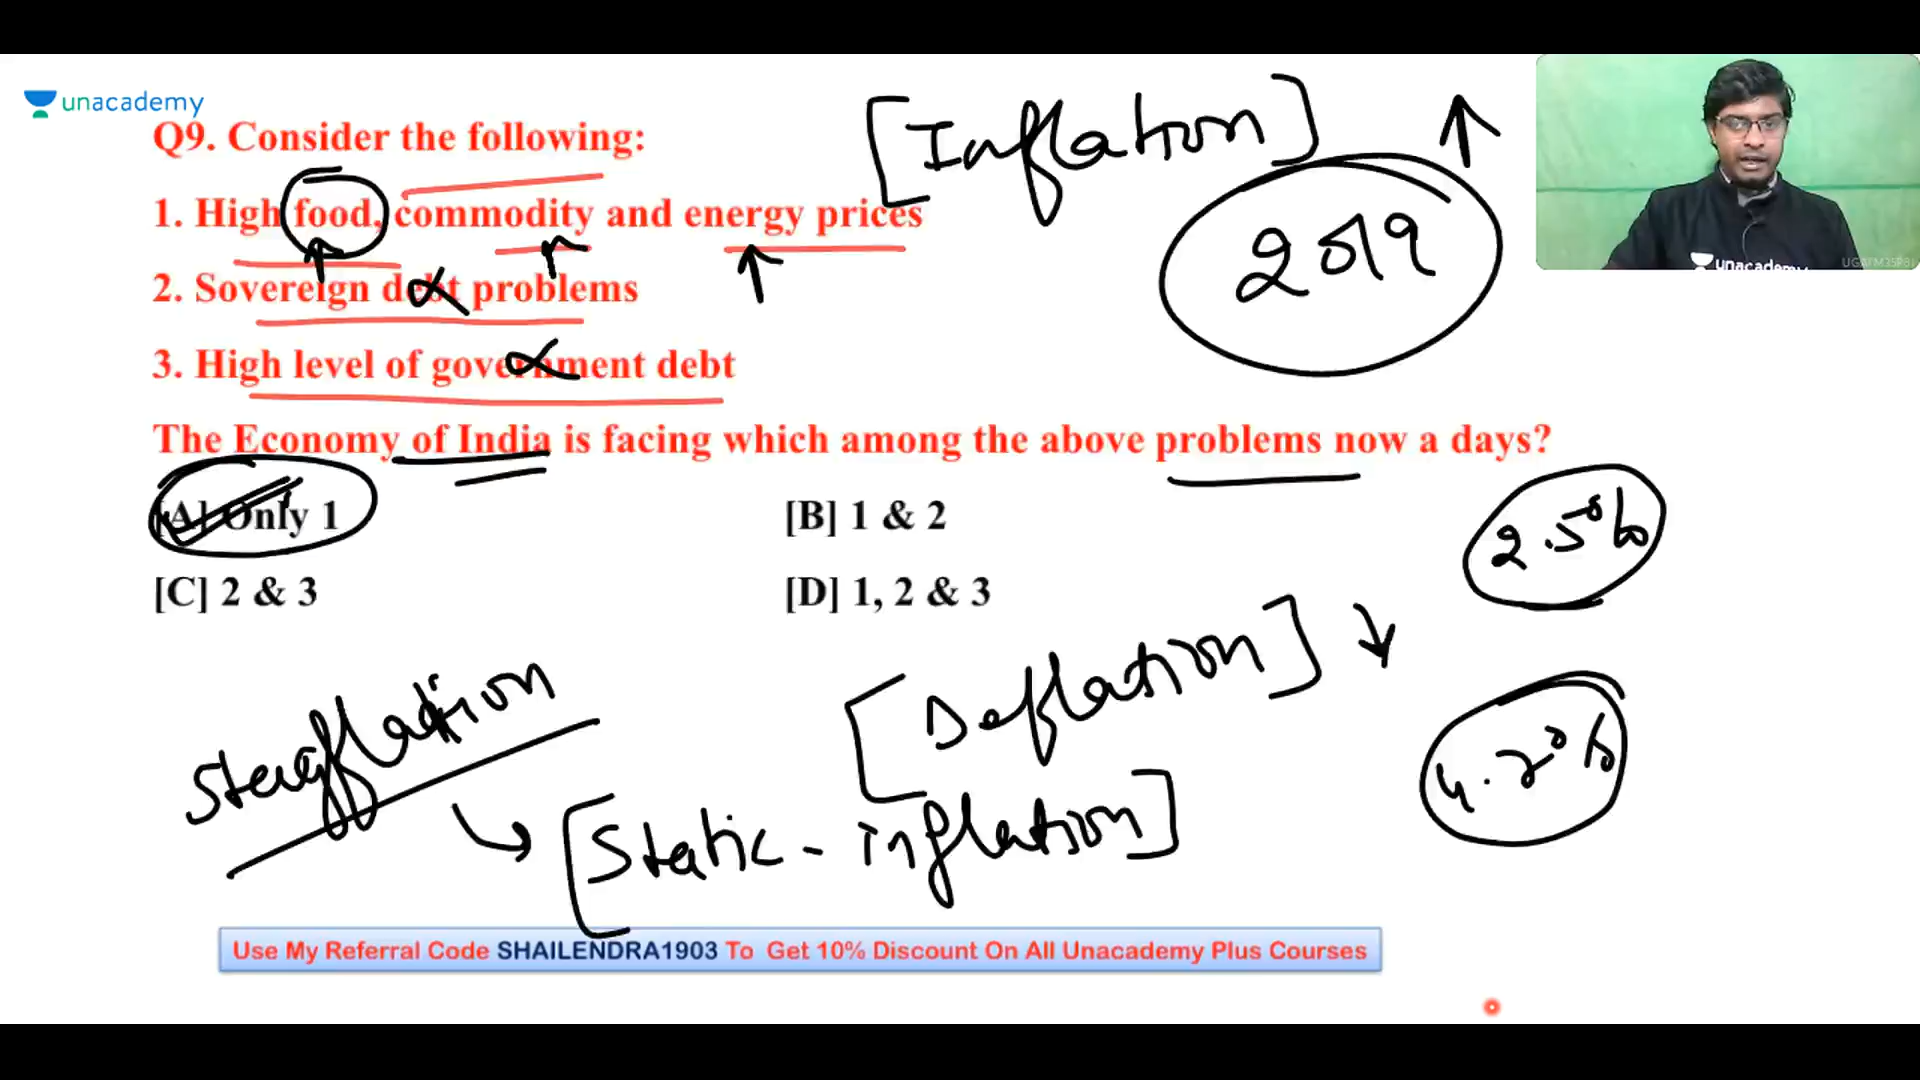 unacademy
Q9. Consider the following:
[Inflation]
1. High food, commodity and energy prices
2019
2. Sovereign debt problems
3. High level of government debt
The Economy of India is facing which among the above problems now a days?
[A] Only 1
[B] 1 & 2
2.5%
[C] 2 & 3
[D] 1, 2 & 3
[Deflation]
Stagflation
4.2%
[Static - inflation]
Use My Referral Code SHAILENDRA1903 To Get 10% Discount On All Unacademy Plus Courses
unacademy